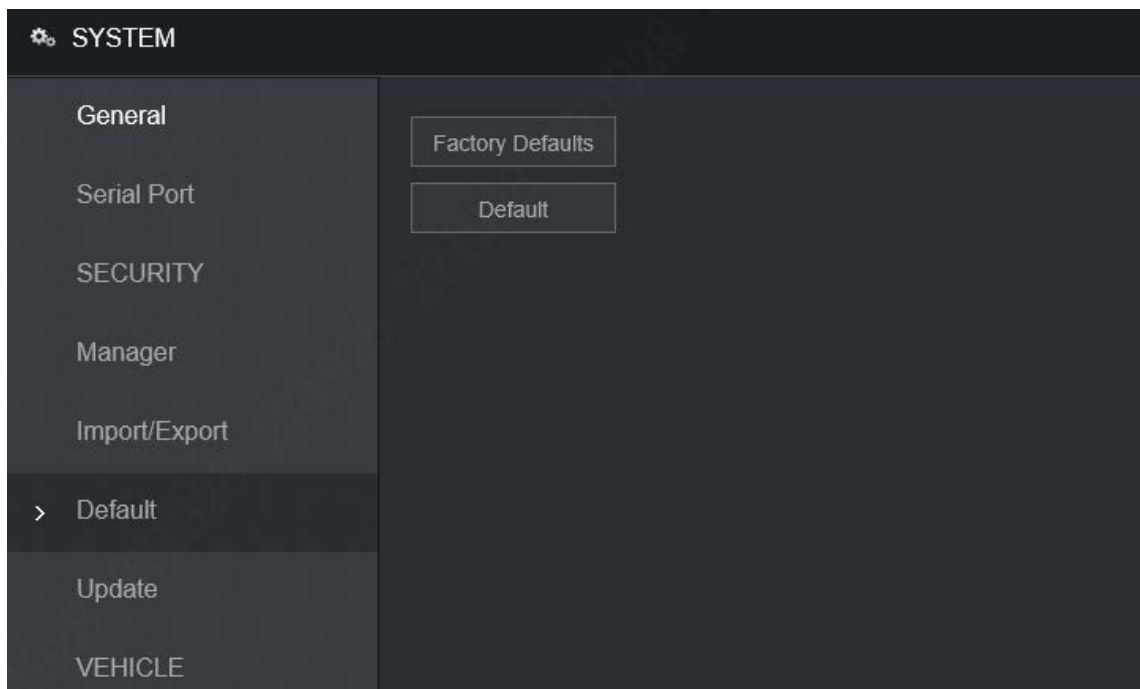 SYSTEM
General
Serial Port
SECURITY
Manager
Import/Export
> Default
Update
VEHICLE
Factory Defaults
Default